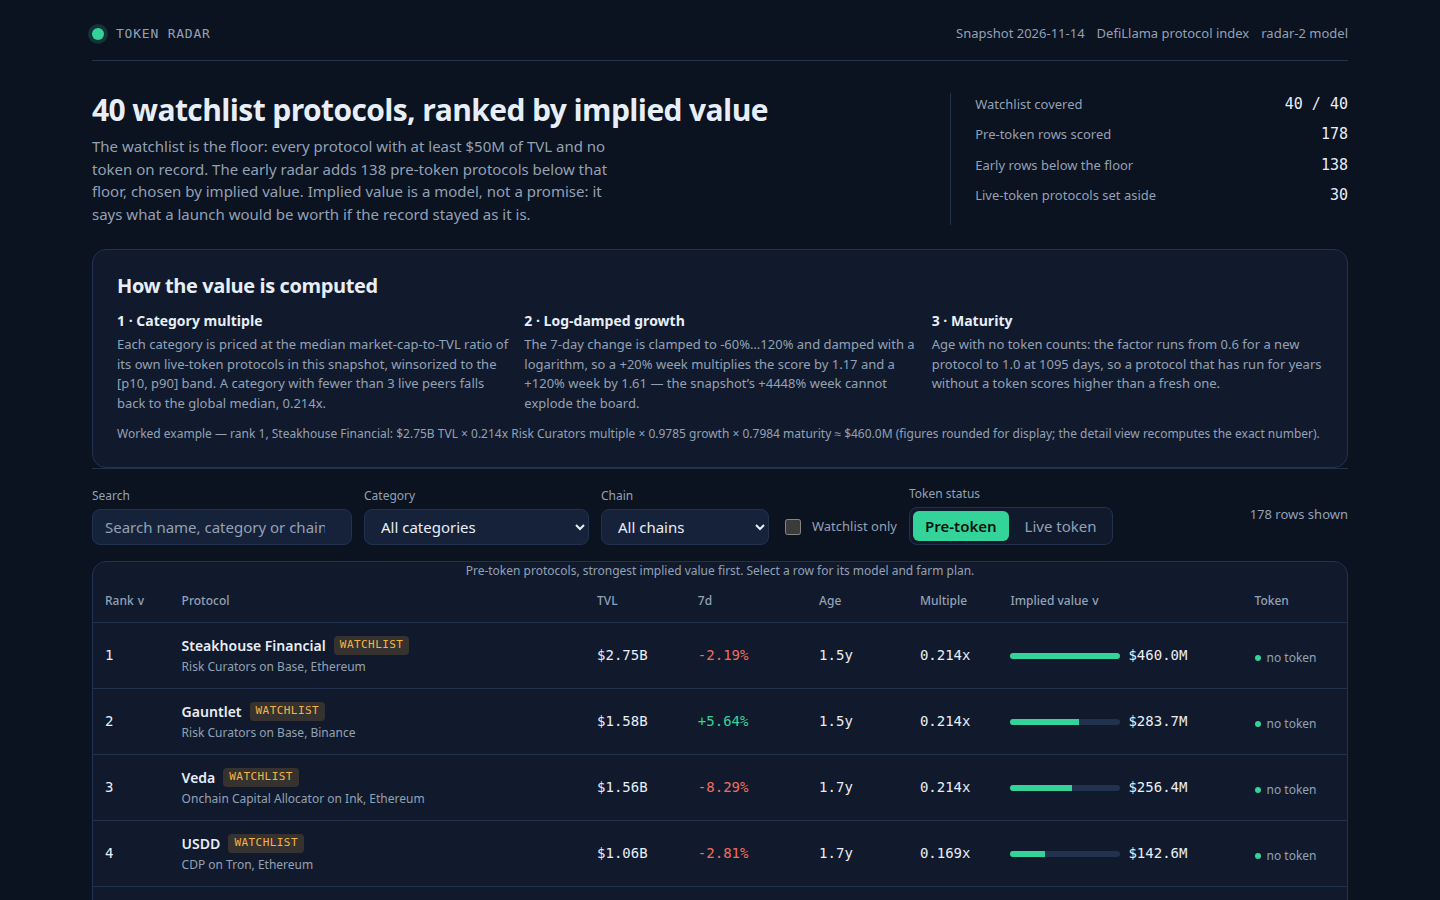 TOKEN RADAR
Snapshot 2026-11-14 DefiLlama protocol index radar-2 model
40 watchlist protocols, ranked by implied value
The watchlist is the floor: every protocol with at least $50M of TVL and no
token on record. The early radar adds 138 pre-token protocols below that
floor, chosen by implied value. Implied value is a model, not a promise: it
says what a launch would be worth if the record stayed as it is.
Watchlist covered 40 / 40
Pre-token rows scored 178
Early rows below the floor 138
Live-token protocols set aside 30
How the value is computed
1 · Category multiple
Each category is priced at the median market-cap-to-TVL ratio of
its own live-token protocols in this snapshot, winsorized to the
[p10, p90] band. A category with fewer than 3 live peers falls
back to the global median, 0.214x.
2 · Log-damped growth
The 7-day change is clamped to -60%...120% and damped with a
logarithm, so a +20% week multiplies the score by 1.17 and a
+120% week by 1.61 — the snapshot's +4448% week cannot
explode the board.
3 · Maturity
Age with no token counts: the factor runs from 0.6 for a new
protocol to 1.0 at 1095 days, so a protocol that has run for years
without a token scores higher than a fresh one.
Worked example — rank 1, Steakhouse Financial: $2.75B TVL × 0.214x Risk Curators multiple × 0.9785 growth × 0.7984 maturity ≈ $460.0M (figures rounded for display; the detail view recomputes the exact number).
Search
Search name, category or chain
Category
All categories
Chain
All chains
Watchlist only
Token status
Pre-token Live token
178 rows shown
Pre-token protocols, strongest implied value first. Select a row for its model and farm plan.
Rank v Protocol TVL 7d Age Multiple Implied value v Token
1 Steakhouse Financial WATCHLIST $2.75B -2.19% 1.5y 0.214x $460.0M no token
Risk Curators on Base, Ethereum
2 Gauntlet WATCHLIST $1.58B +5.64% 1.5y 0.214x $283.7M no token
Risk Curators on Base, Binance
3 Veda WATCHLIST $1.56B -8.29% 1.7y 0.214x $256.4M no token
Onchain Capital Allocator on Ink, Ethereum
4 USDD WATCHLIST $1.06B -2.81% 1.7y 0.169x $142.6M no token
CDP on Tron, Ethereum